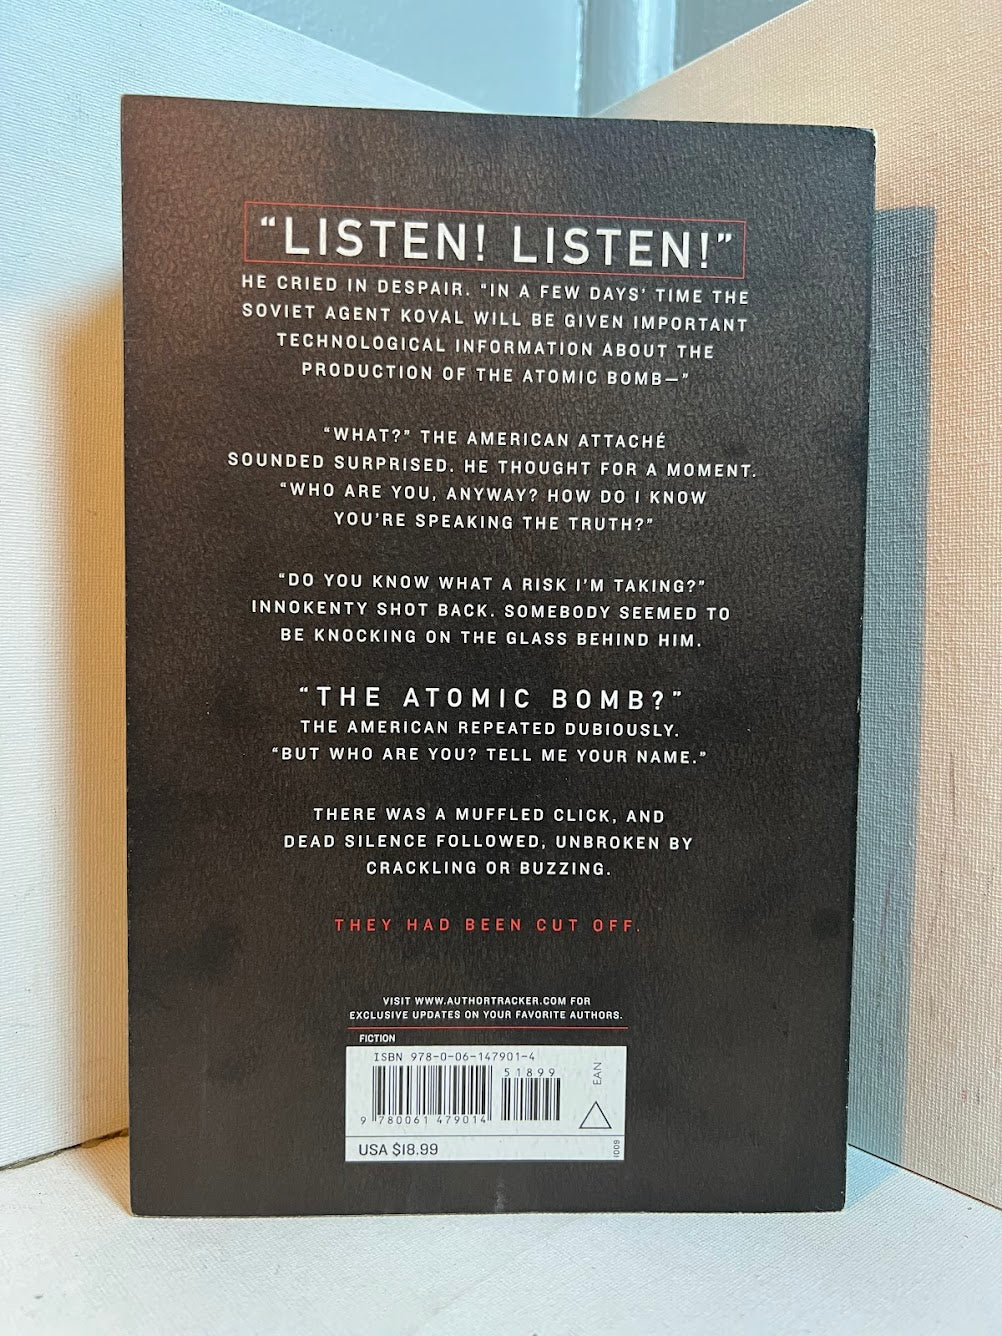 “LISTEN! LISTEN!”
HE CRIED IN DESPAIR. “IN A FEW DAYS’ TIME THE
SOVIET AGENT KOVAL WILL BE GIVEN IMPORTANT
TECHNOLOGICAL INFORMATION ABOUT THE
PRODUCTION OF THE ATOMIC BOMB—”
“WHAT?” THE AMERICAN ATTACHÉ
SOUNDED SURPRISED. HE THOUGHT FOR A MOMENT.
“WHO ARE YOU, ANYWAY? HOW DO I KNOW
YOU’RE SPEAKING THE TRUTH?”
“DO YOU KNOW WHAT A RISK I’M TAKING?”
INNOKENTY SHOT BACK. SOMEBODY SEEMED TO
BE KNOCKING ON THE GLASS BEHIND HIM.
“THE ATOMIC BOMB?”
THE AMERICAN REPEATED DUBIOUSLY.
“BUT WHO ARE YOU? TELL ME YOUR NAME.”
THERE WAS A MUFFLED CLICK, AND
DEAD SILENCE FOLLOWED, UNBROKEN BY
CRACKLING OR BUZZING.
THEY HAD BEEN CUT OFF.
VISIT WWW.AUTHORTRACKER.COM FOR
EXCLUSIVE UPDATES ON YOUR FAVORITE AUTHORS.
FICTION
ISBN 978-0-06-147901-4
51899
EAN
9 780061 479014
USA $18.99
1009